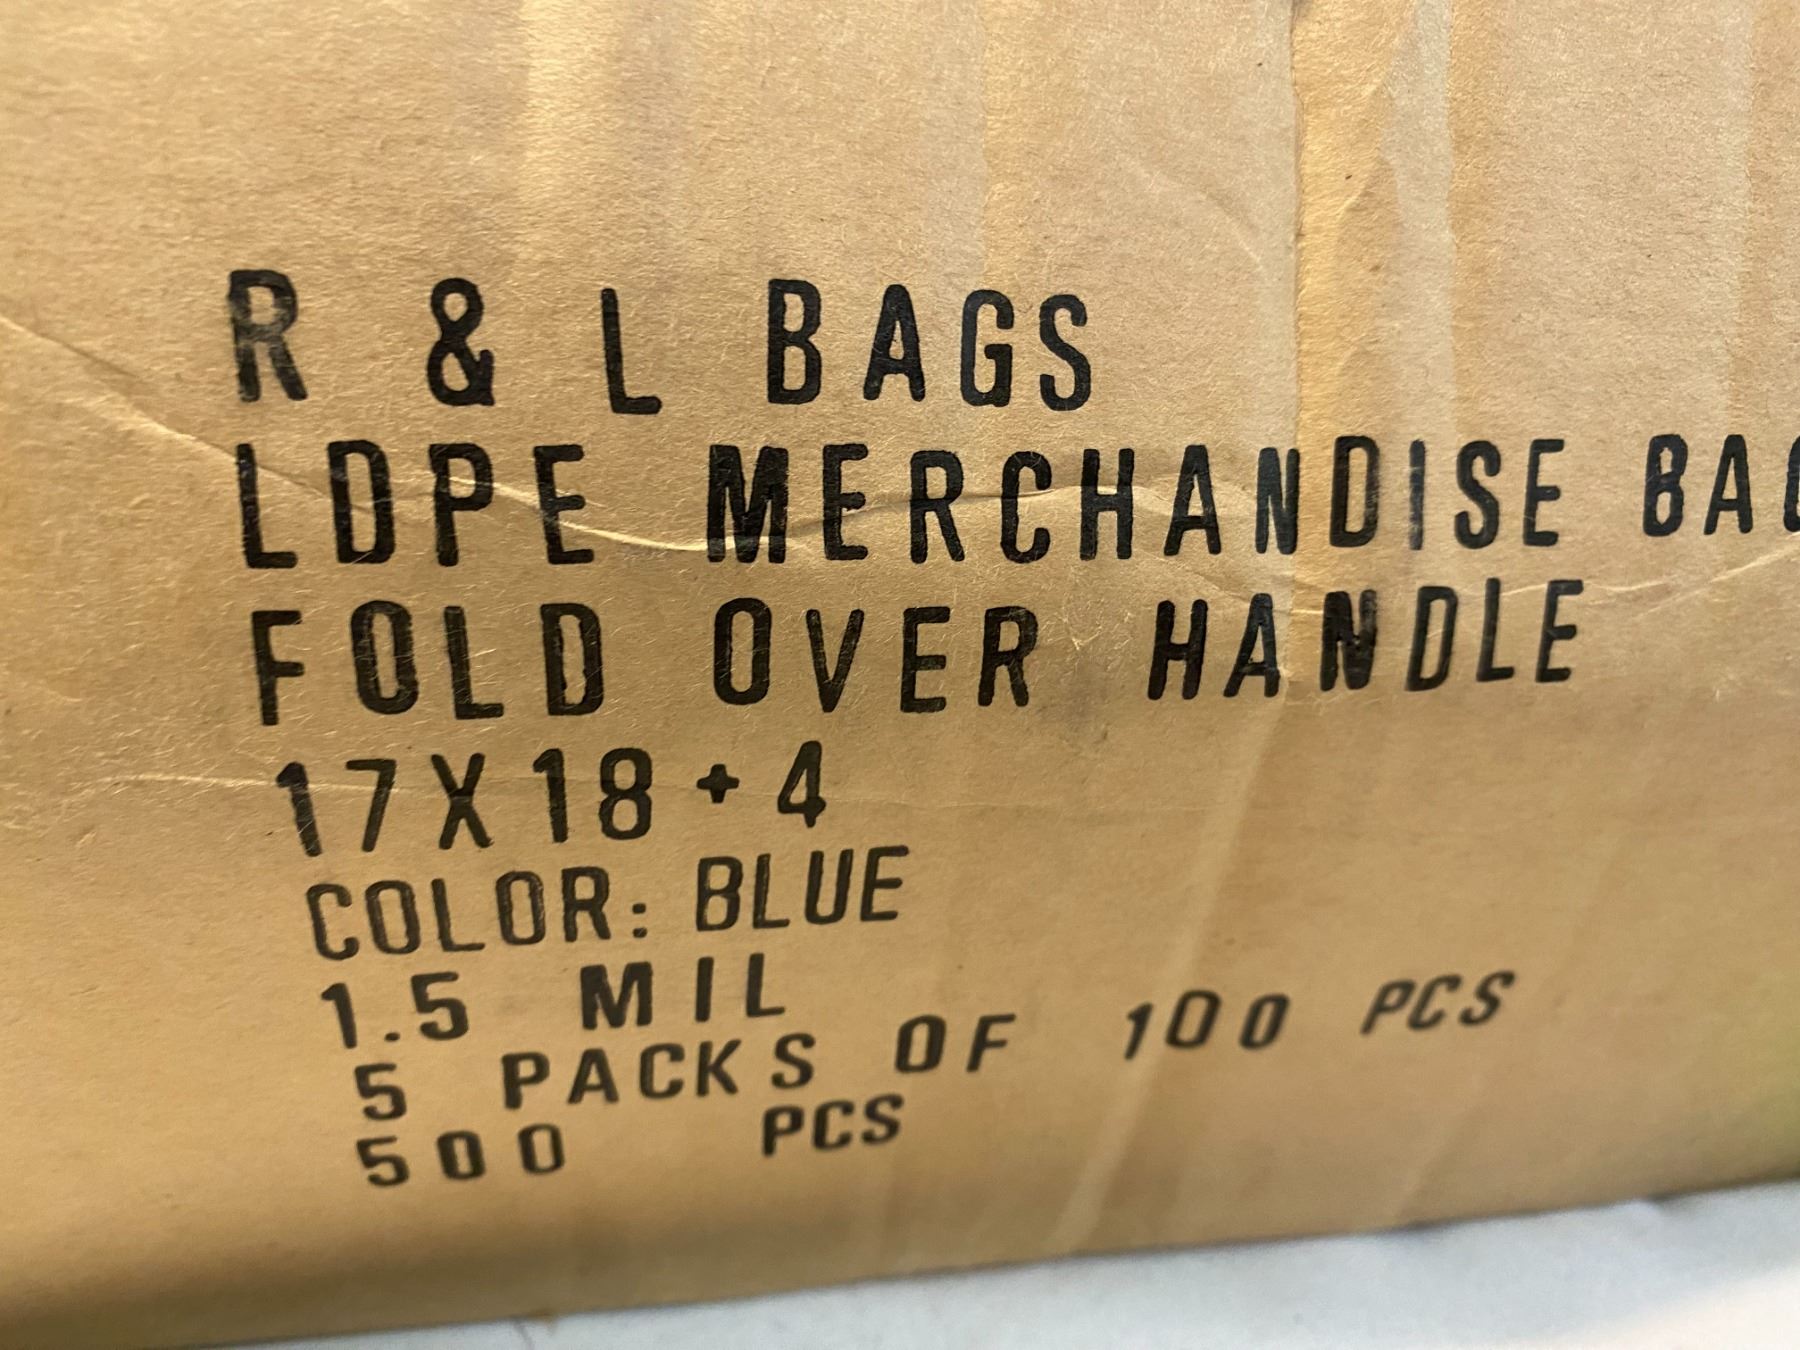 R & L BAGS
LDPE MERCHANDISE BAG
FOLD OVER HANDLE
17X18+4
COLOR: BLUE
1.5 MIL
5 PACKS OF 100 PCS
500 PCS